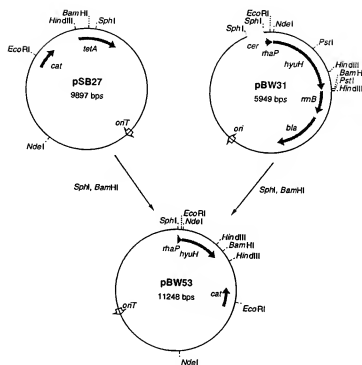 BamHI
HindIII
SphI
EcoRI
tetA
cat
pSB27
9897 bps
oriT
NdeI
EcoRI
SphI
SphI
NdeI
cer
rhaP
PstI
hyuH
pBW31
5949 bps
HindIII
BamHI
PstI
HindIII
rrnB
ori
bla
SphI, BamHI
SphI, BamHI
EcoRI
SphI
NdeI
rhaP
hyuH
HindIII
BamHI
HindIII
pBW53
11248 bps
cat
oriT
EcoRI
NdeI